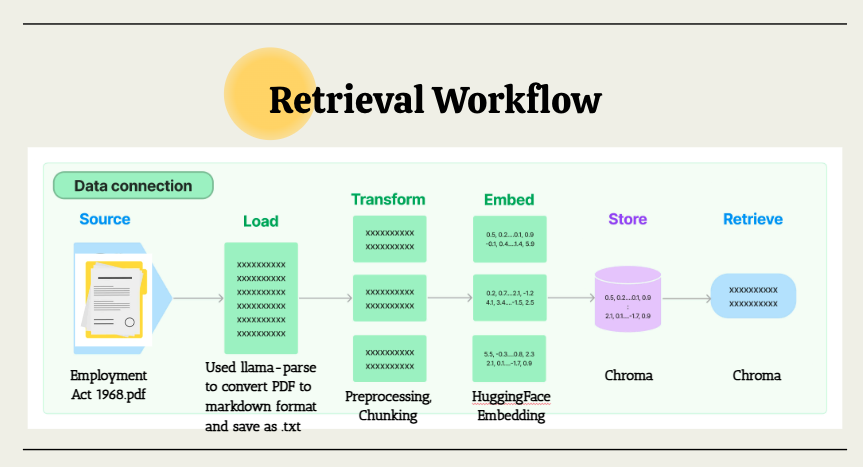 Retrieval Workflow
Data connection
Source
Load
Transform
Embed
Store
Retrieve
XXXXXXXXXX
XXXXXXXXXX
XXXXXXXXXX
XXXXXXXXXX
XXXXXXXXXX
XXXXXXXXXX
XXXXXXXXXX
XXXXXXXXXX
XXXXXXXXXX
XXXXXXXXXX
XXXXXXXXXX
XXXXXXXXXX
0.5, 0.2....0.1, 0.9
-0.1, 0.4....1.4, 5.9
0.2, 0.7....2.1, -1.2
4.1, 3.4....-1.5, 2.5
5.5, -0.3....0.8, 2.3
2.1, 0.1....-1.7, 0.9
0.5, 0.2....0.1, 0.9
:
2.1, 0.1....-1.7, 0.9
XXXXXXXXXX
XXXXXXXXXX
Employment
Act 1968.pdf
Used llama-parse
to convert PDF to
markdown format
and save as .txt
Preprocessing,
Chunking
HuggingFace
Embedding
Chroma
Chroma